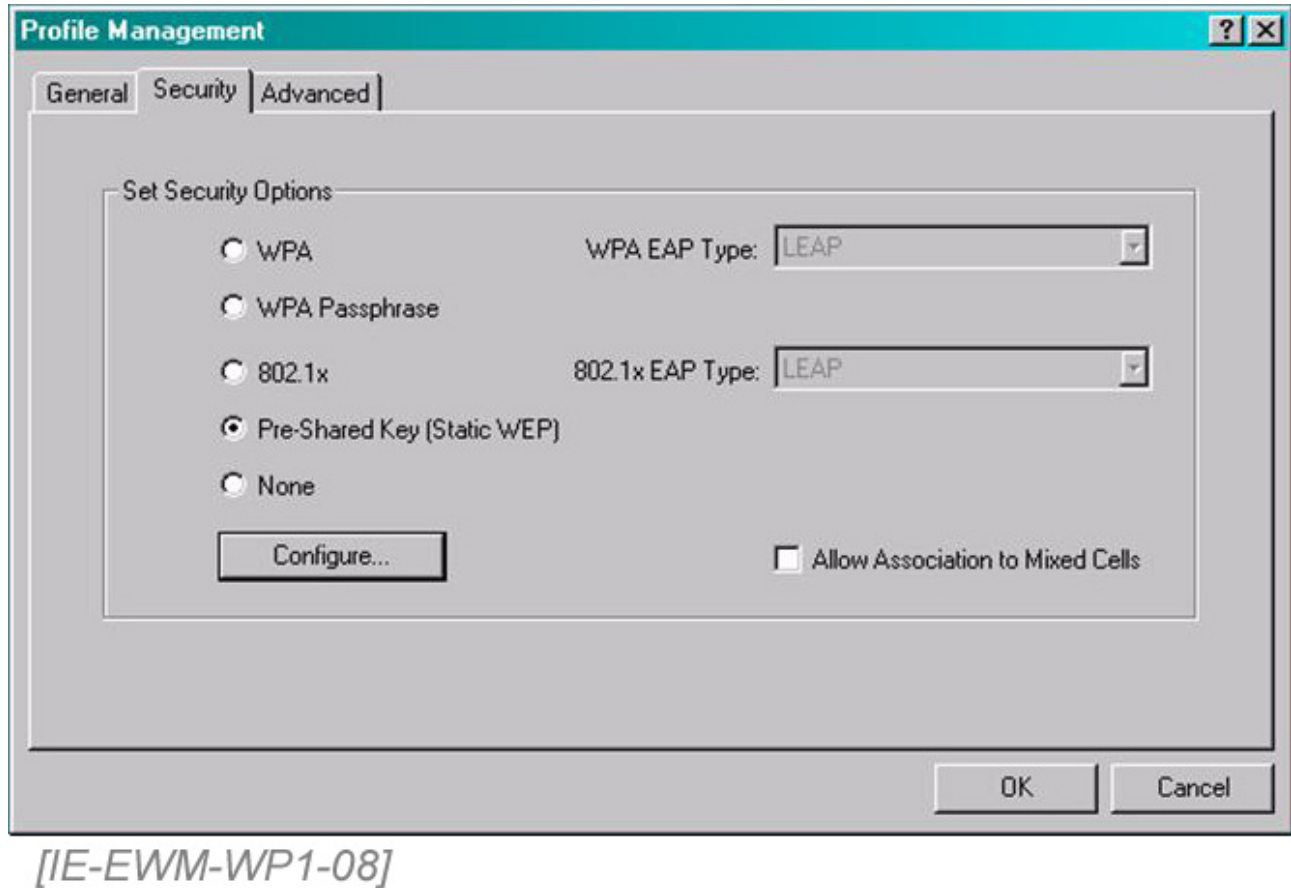 Profile Management
General Security Advanced
Set Security Options
WPA WPA EAP Type: LEAP
WPA Passphrase
802.1x 802.1x EAP Type: LEAP
Pre-Shared Key (Static WEP)
None
Configure... Allow Association to Mixed Cells
OK Cancel
[IE-EWM-WP1-08]